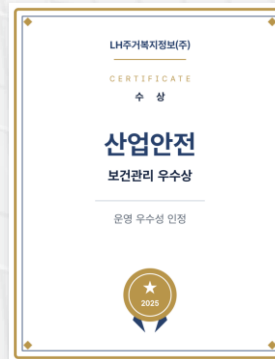 LH주거복지정보(주)
CERTIFICATE
수 상
산업안전
보건관리 우수상
운영 우수성 인정
2025